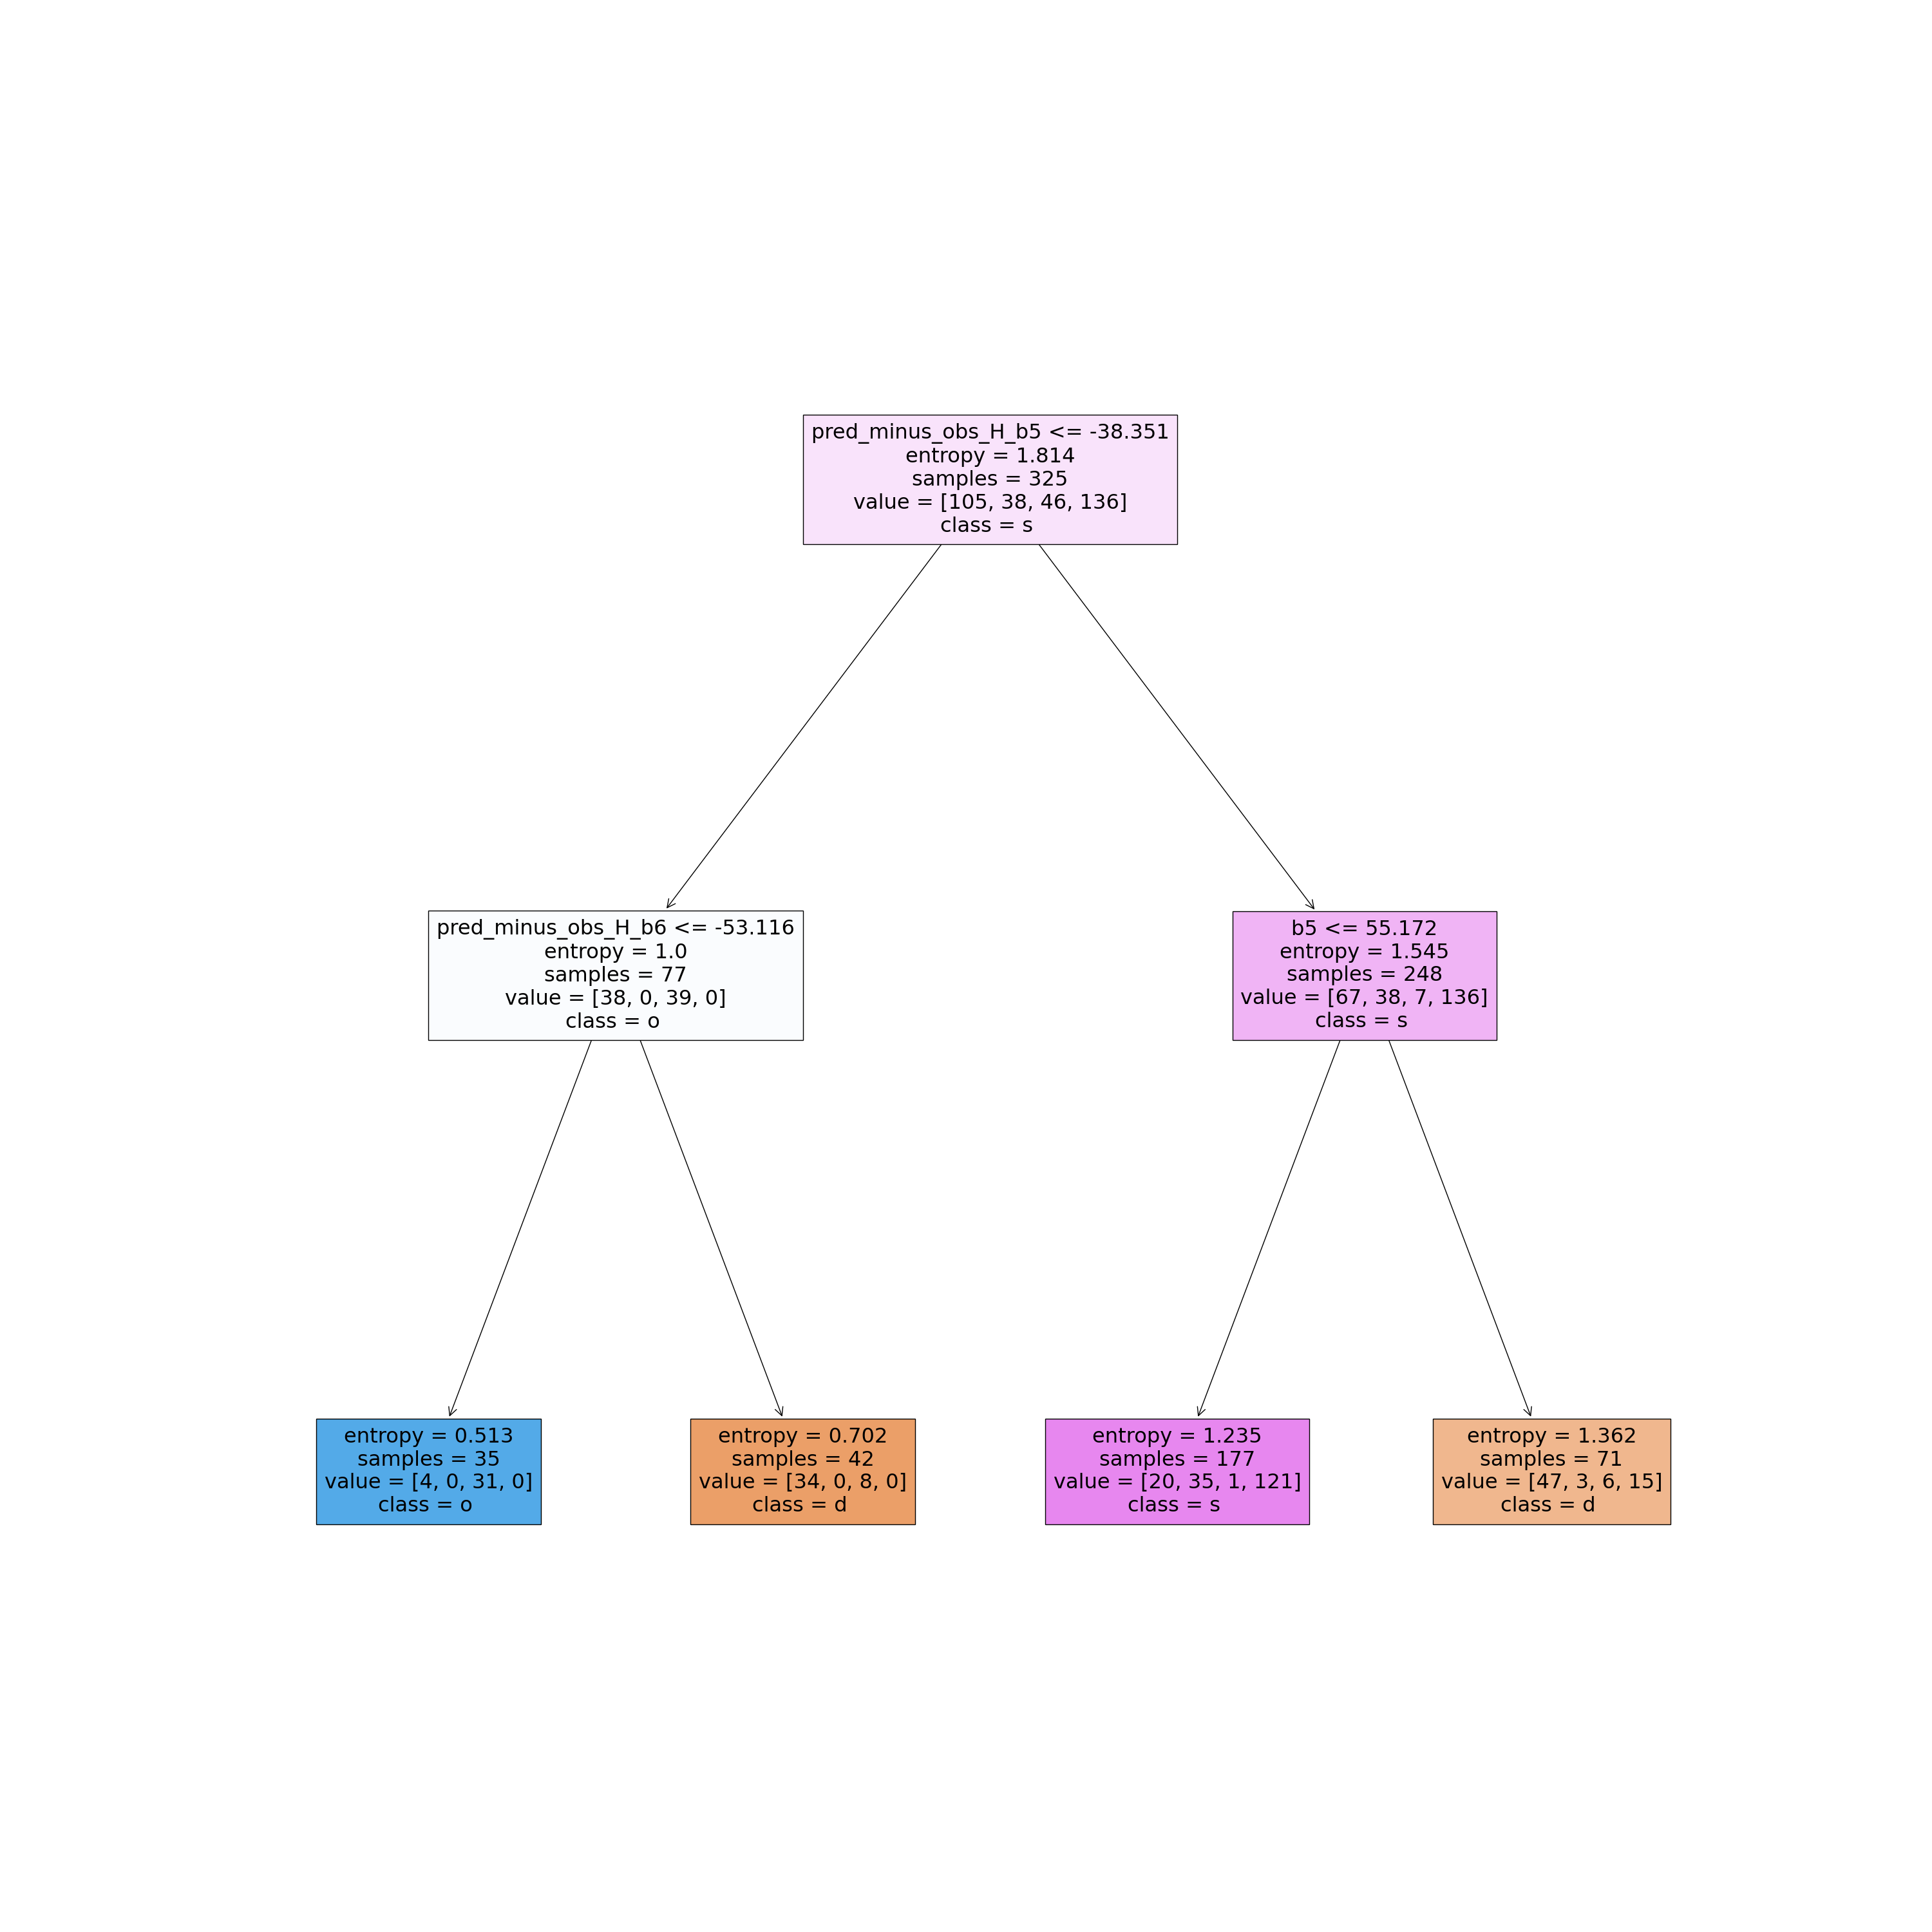 pred_minus_obs_H_b5 <= -38.351
entropy = 1.814
samples = 325
value = [105, 38, 46, 136]
class = s
pred_minus_obs_H_b6 <= -53.116
entropy = 1.0
samples = 77
value = [38, 0, 39, 0]
class = o
b5 <= 55.172
entropy = 1.545
samples = 248
value = [67, 38, 7, 136]
class = s
entropy = 0.513
samples = 35
value = [4, 0, 31, 0]
class = o
entropy = 0.702
samples = 42
value = [34, 0, 8, 0]
class = d
entropy = 1.235
samples = 177
value = [20, 35, 1, 121]
class = s
entropy = 1.362
samples = 71
value = [47, 3, 6, 15]
class = d